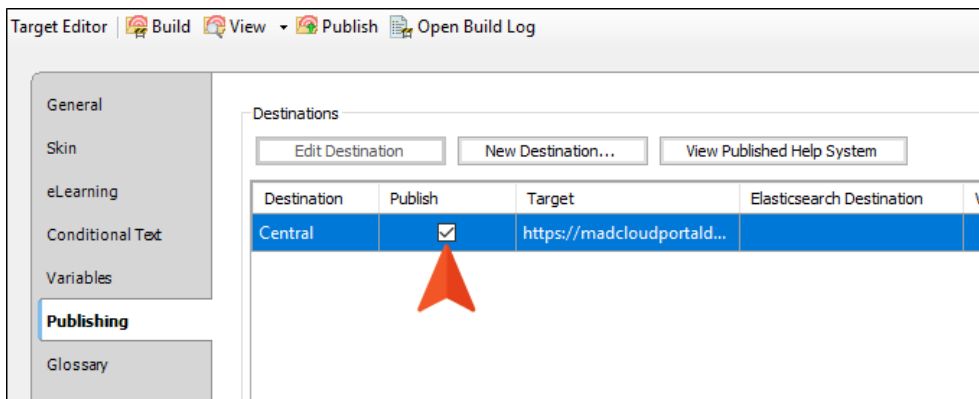 Target Editor Build View Publish Open Build Log
General
Skin
eLearning
Conditional Text
Variables
Publishing
Glossary
Destinations
Edit Destination New Destination... View Published Help System
Destination Publish Target Elasticsearch Destination
Central https://madcloudportald...